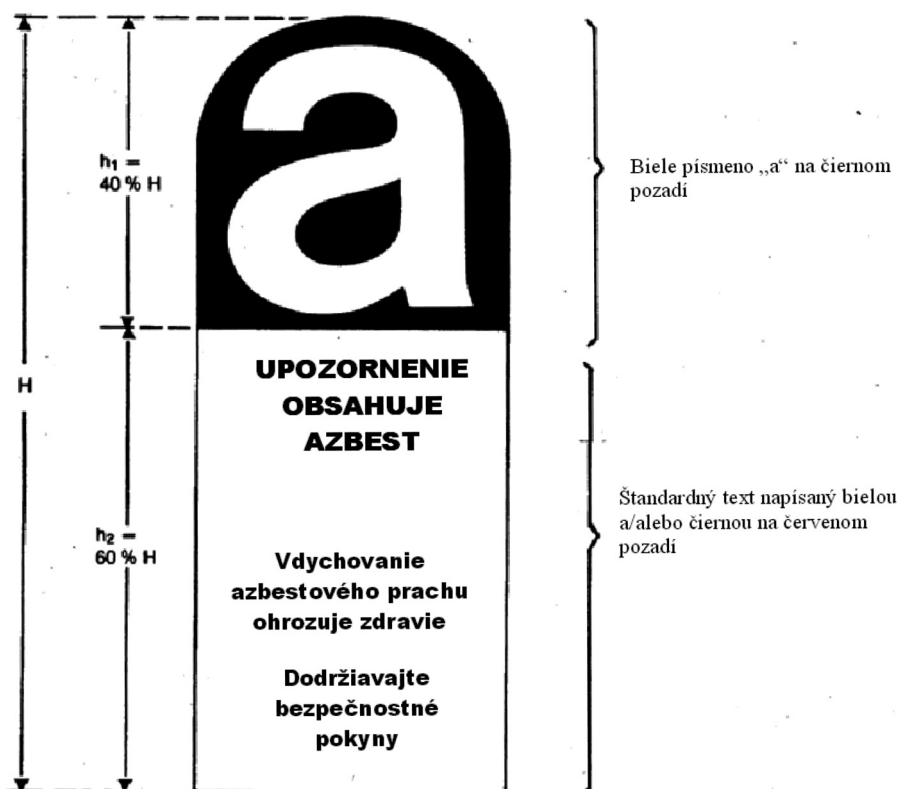 a
h₁ =
40 % H
Biele písmeno „a“ na čiernom
pozadí
H
UPOZORNENIE
OBSAHUJE
AZBEST
h₂ =
60 % H
Štandardný text napísaný bielou
a/alebo čiernou na červenom
pozadí
Vdychovanie
azbestového prachu
ohrozuje zdravie
Dodržiavajte
bezpečnostné
pokyny